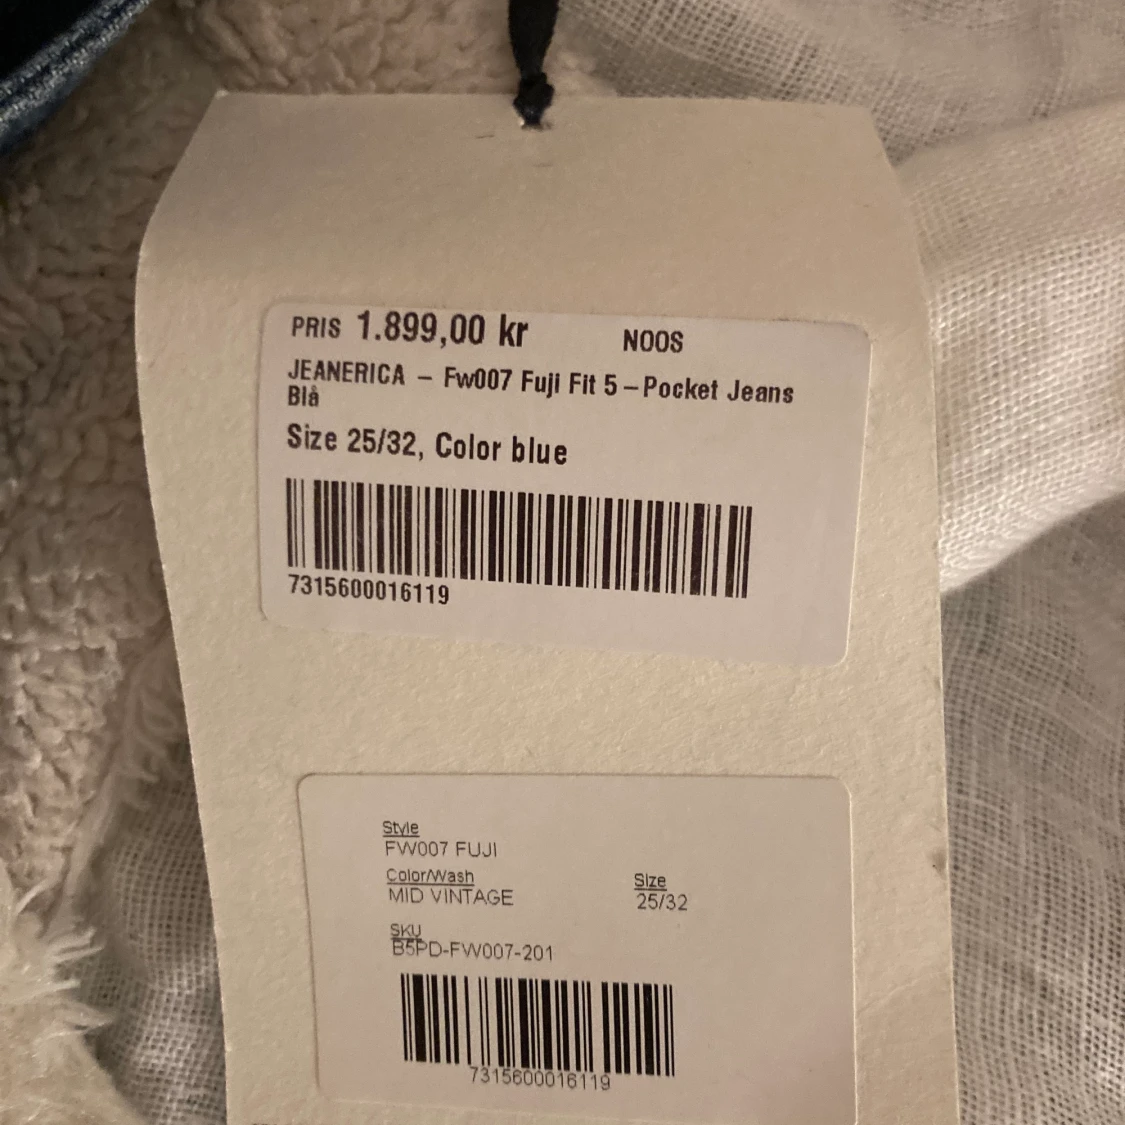 PRIS 1.899,00 kr NOOS
JEANERICA – Fw007 Fuji Fit 5–Pocket Jeans
Blå
Size 25/32, Color blue
7315600016119
Style
FW007 FUJI
Color/Wash Size
MID VINTAGE 25/32
SKU
B5PD-FW007-201
7315600016119